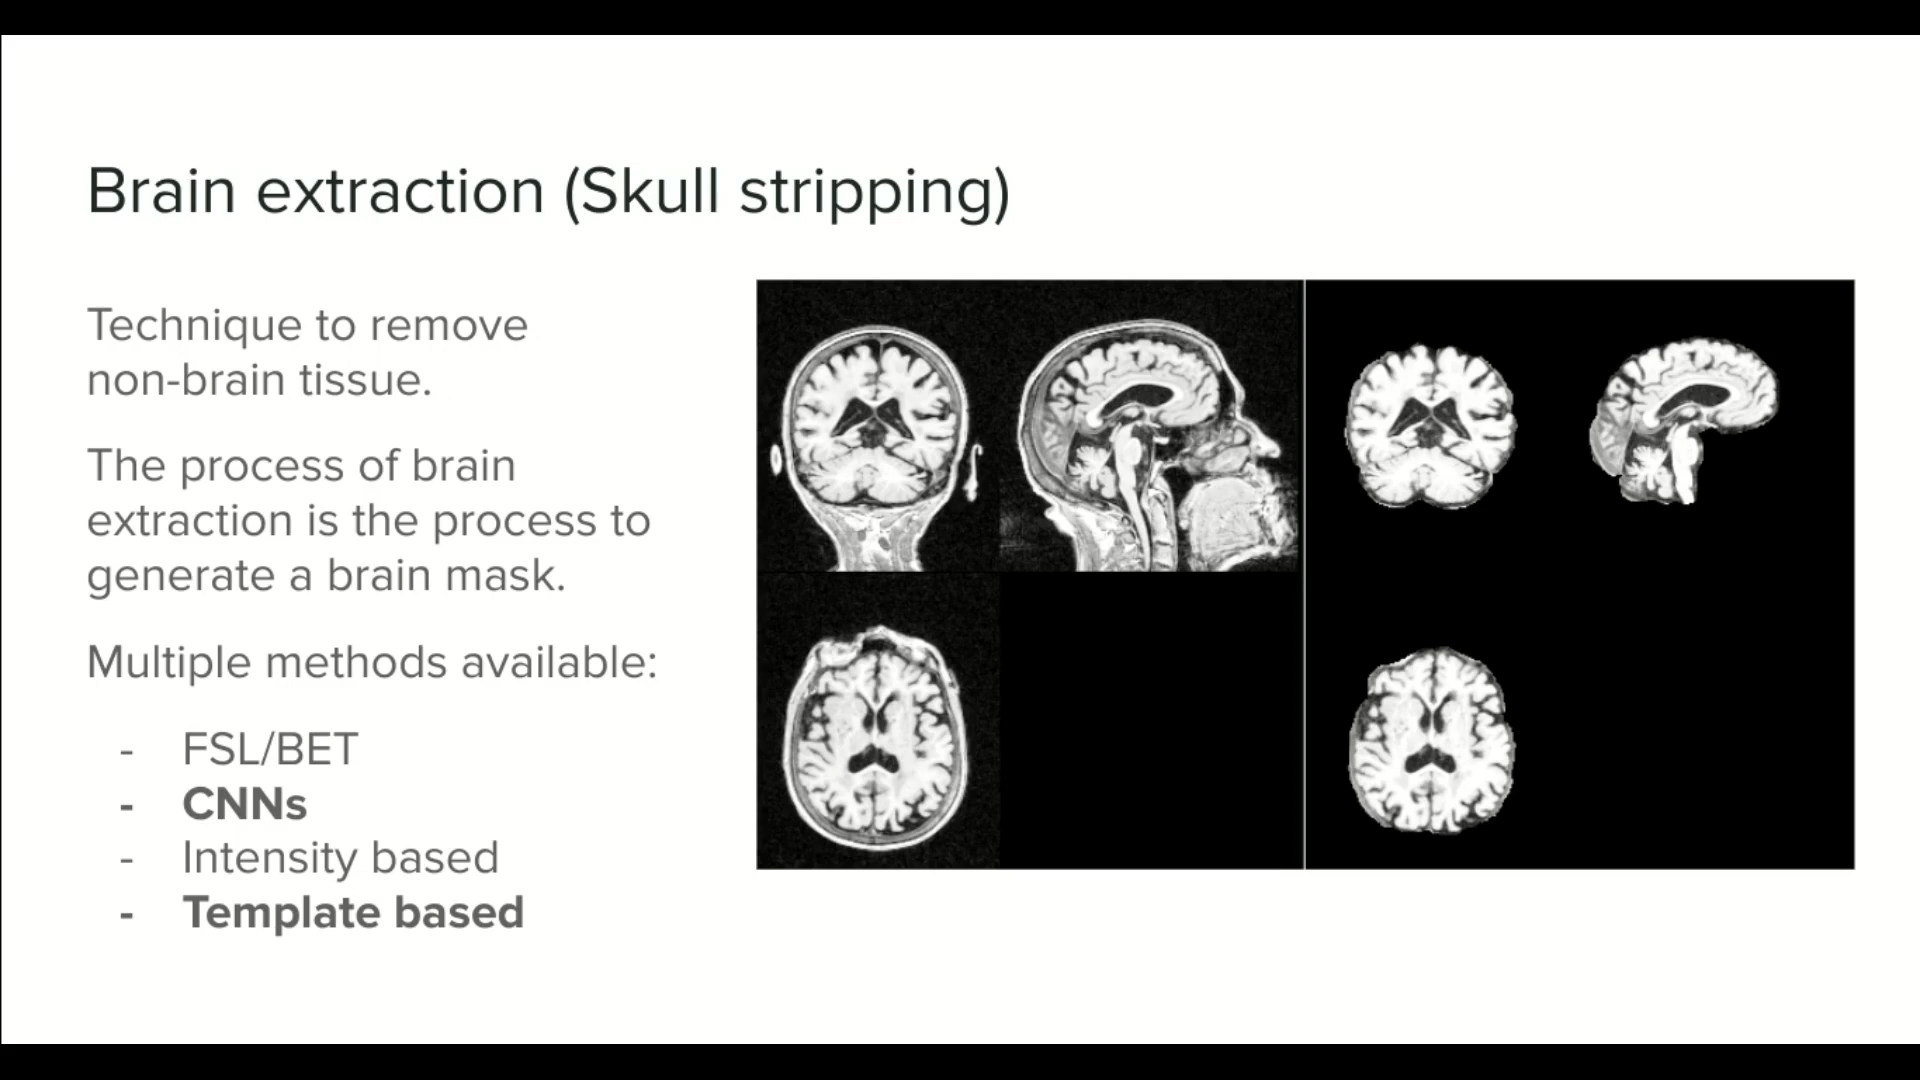 Brain extraction (Skull stripping)
Technique to remove
non-brain tissue.
The process of brain
extraction is the process to
generate a brain mask.
Multiple methods available:
- FSL/BET
- CNNs
- Intensity based
- Template based